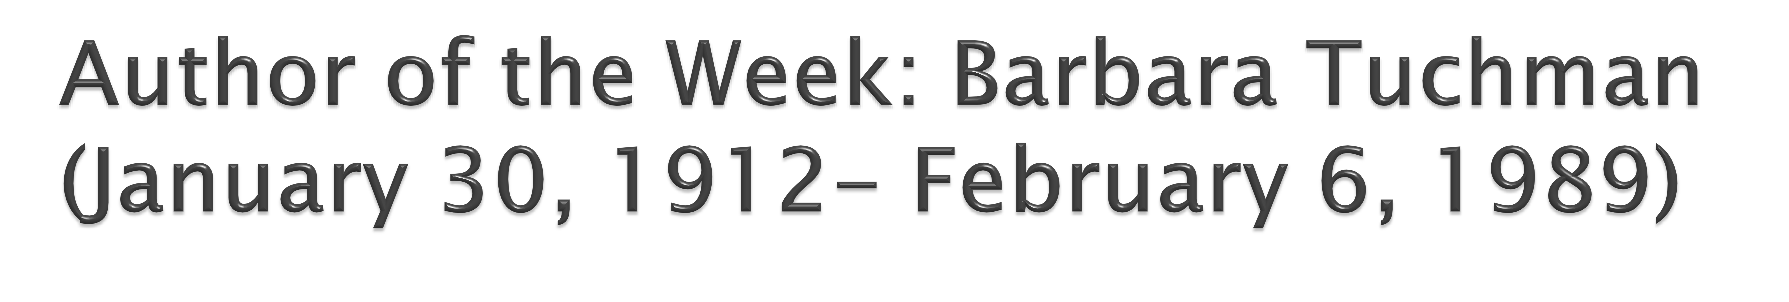 Author of the Week: Barbara Tuchman
(January 30, 1912– February 6, 1989)